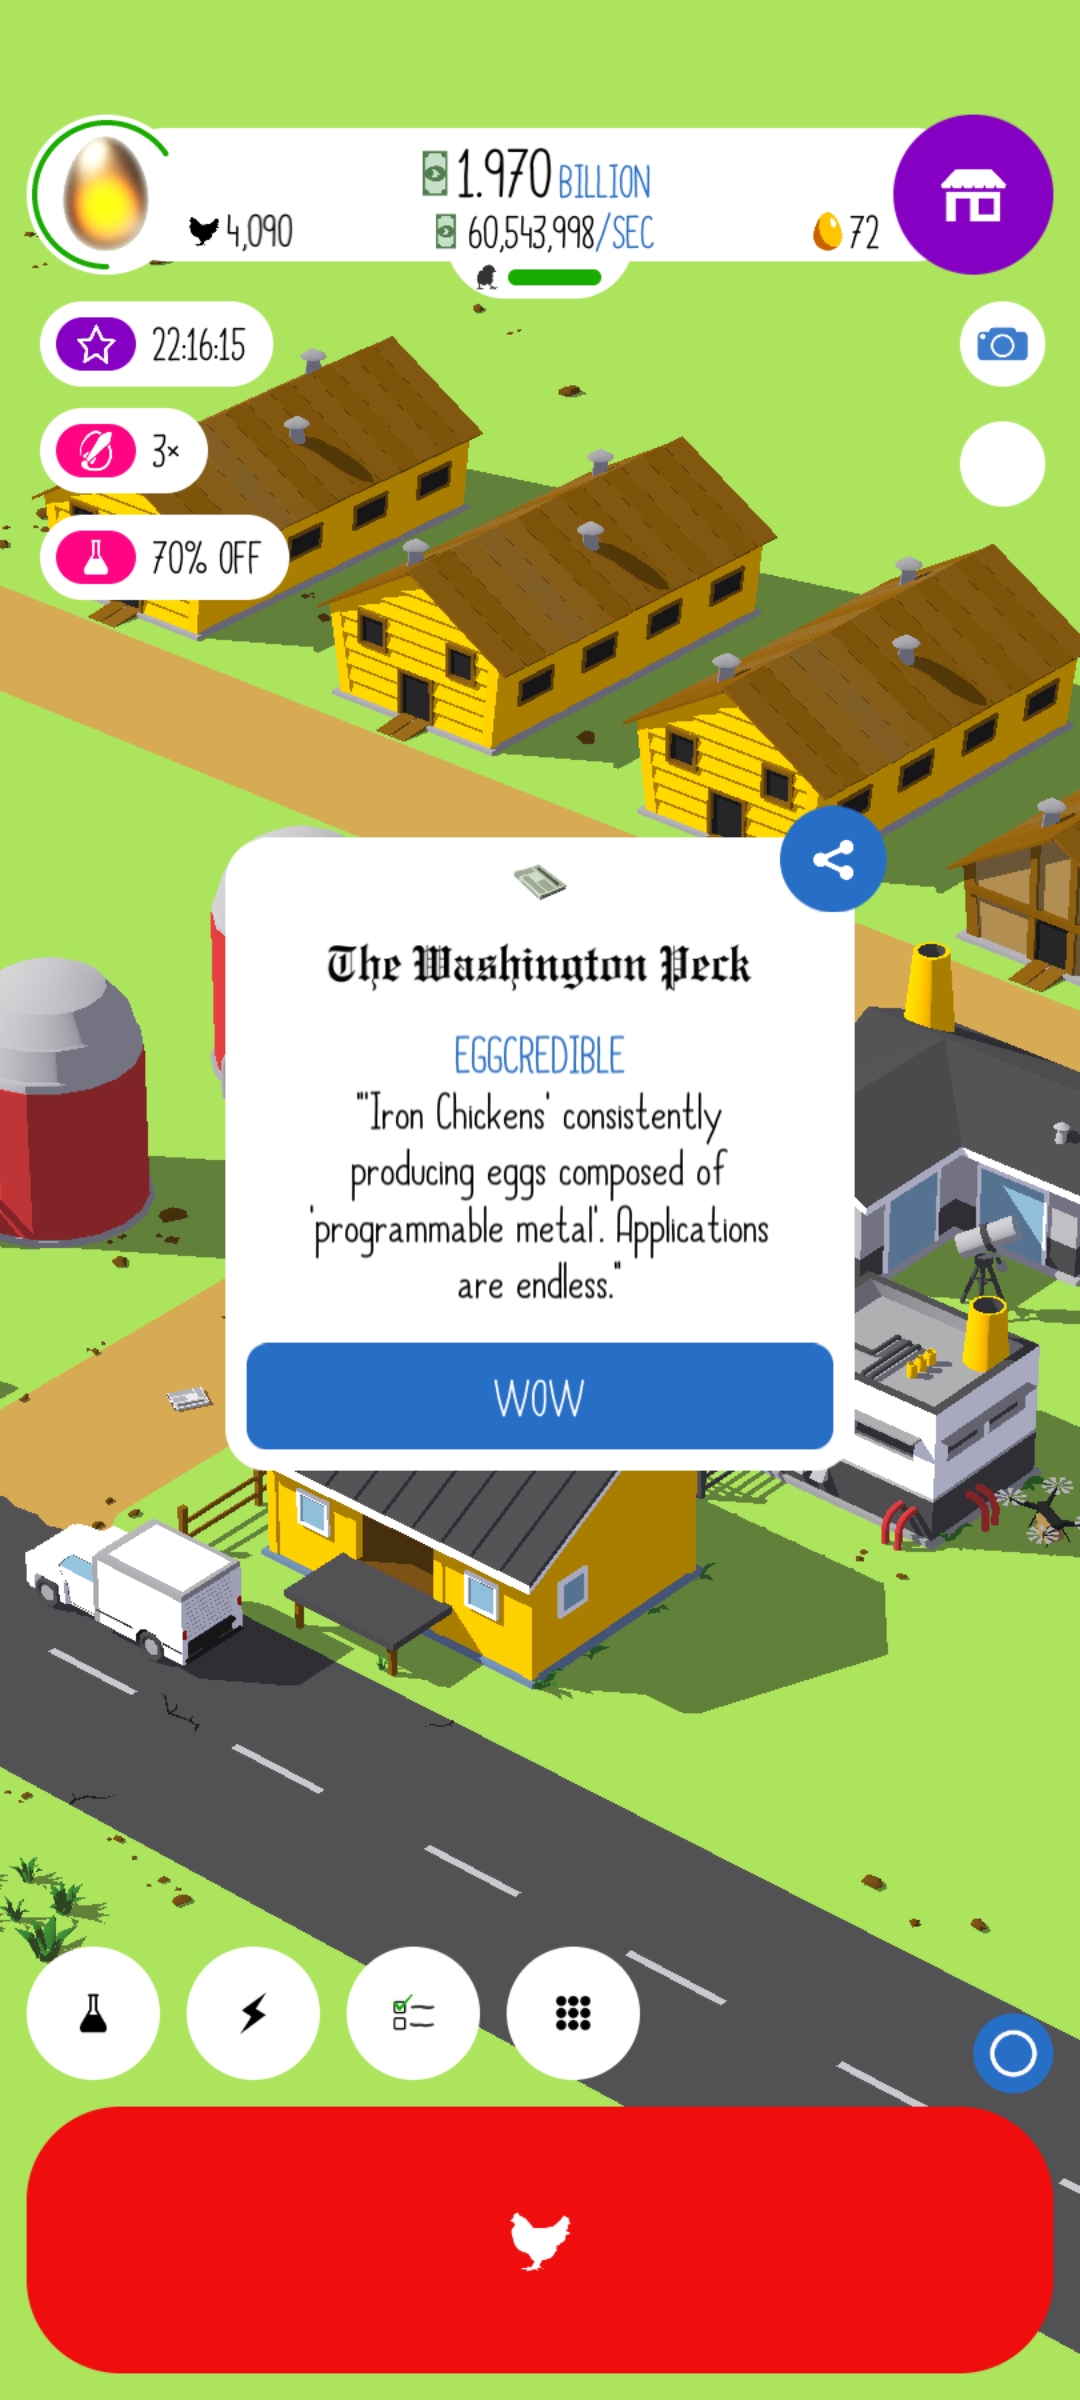 1.970 BILLION
4,090
60,543,998/SEC
72
22:16:15
3×
70% OFF
The Washington Peck
EGGCREDIBLE
"'Iron Chickens' consistently
producing eggs composed of
'programmable metal'. Applications
are endless."
WOW